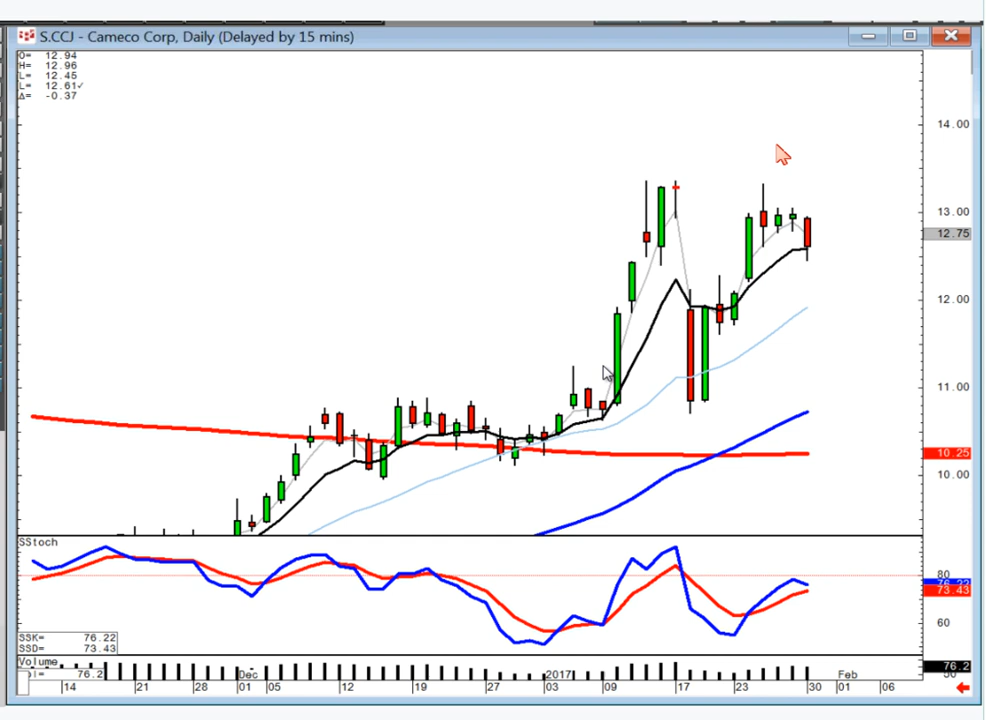 S.CCJ - Cameco Corp, Daily (Delayed by 15 mins)
O= 12.94
H= 12.96
L= 12.45
L= 12.61✓
Δ= -0.37
14.00
13.00
12.75
12.00
11.00
10.25
10.00
SStoch
80
76.22
73.43
60
SSK= 76.22
SSD= 73.43
Volume
76.2
76.2
14 21 28 Dec 01 05 12 19 27 2017 03 09 17 23 30 Feb 01 06